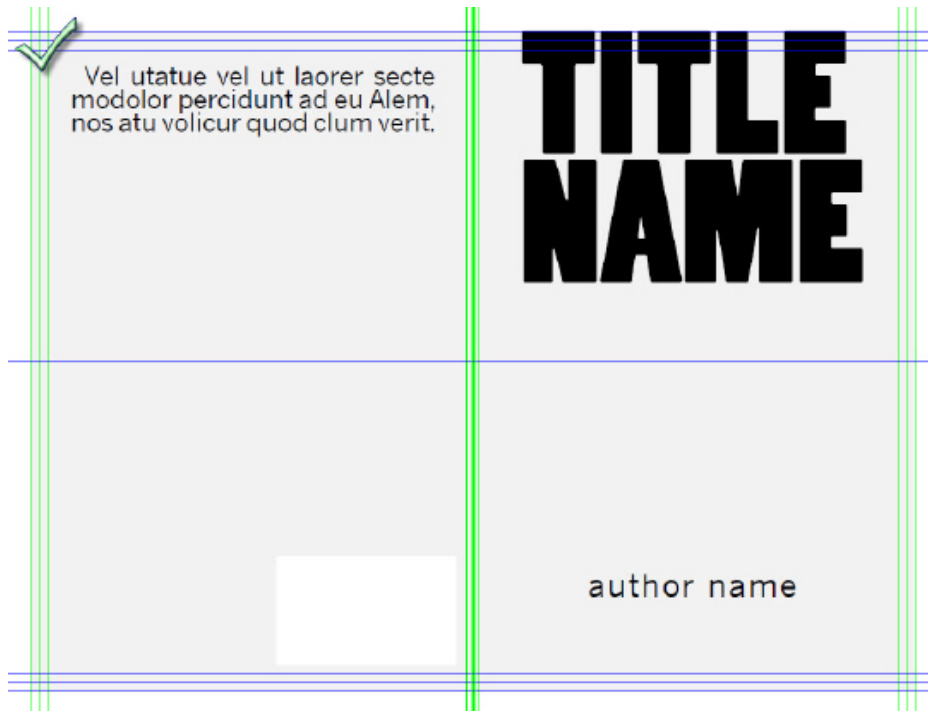 Vel utatue vel ut laorer secte
modolor percidunt ad eu Alem,
nos atu volicur quod clum verit.
TITLE
NAME
author name